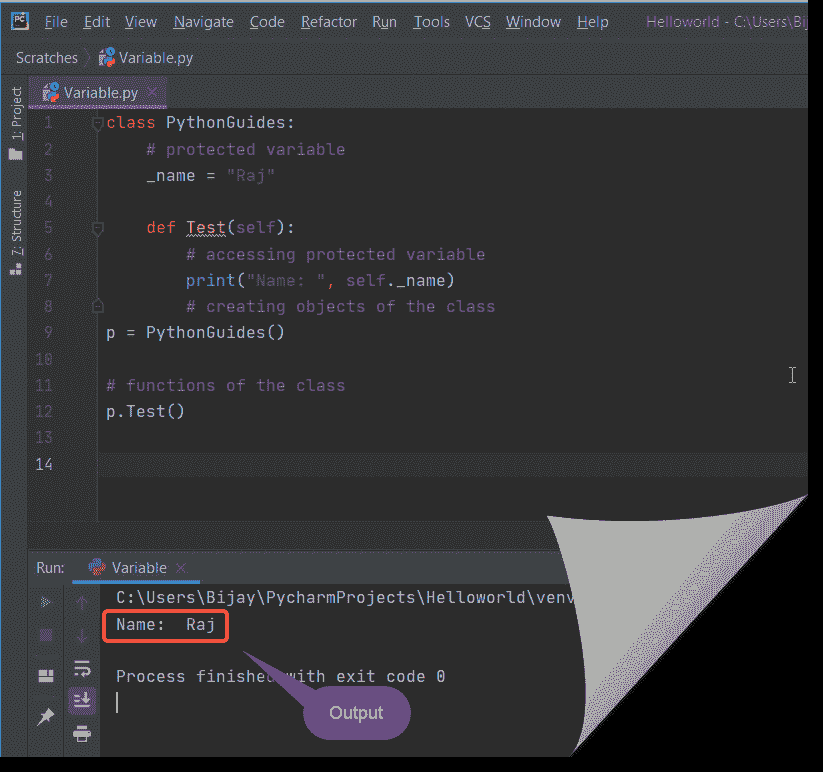 PC File Edit View Navigate Code Refactor Run Tools VCS Window Help Helloworld - C:\Users\Bij
Scratches Variable.py
Variable.py
1: Project
Z: Structure
1 class PythonGuides:
2 # protected variable
3 _name = "Raj"
4
5 def Test(self):
6 # accessing protected variable
7 print("Name: ", self._name)
8 # creating objects of the class
9 p = PythonGuides()
10
11 # functions of the class
12 p.Test()
13
14
Run: Variable
C:\Users\Bijay\PycharmProjects\Helloworld\venv
Name:  Raj
Process finished with exit code 0
Output